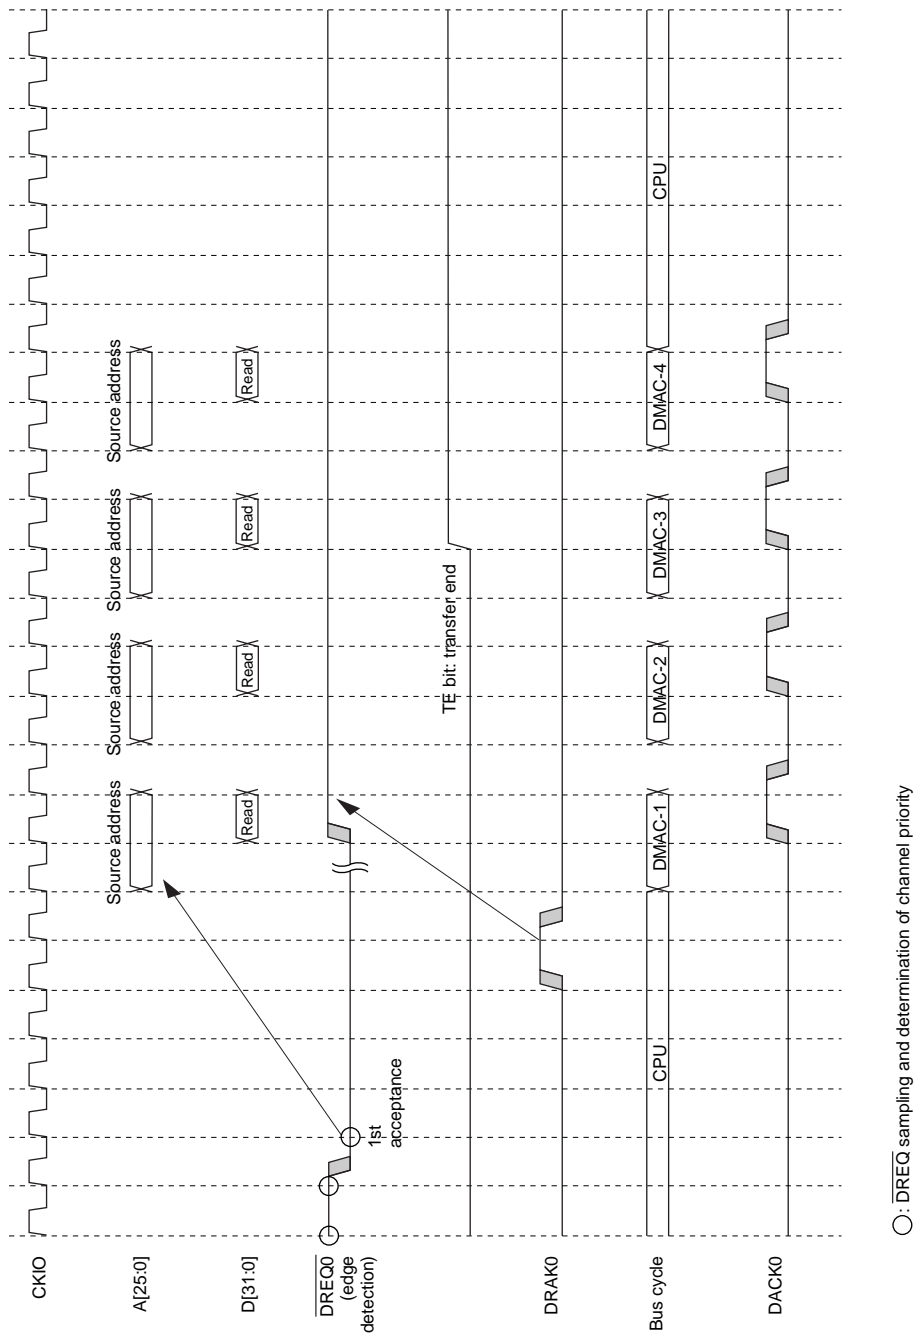 CKIO
A[25:0]
Source address
Source address
Source address
Source address
D[31:0]
Read
Read
Read
Read
DREQ0
(edge
detection)
1st
acceptance
TE bit: transfer end
DRAK0
Bus cycle
CPU
DMAC-1
DMAC-2
DMAC-3
DMAC-4
CPU
DACK0
: DREQ sampling and determination of channel priority